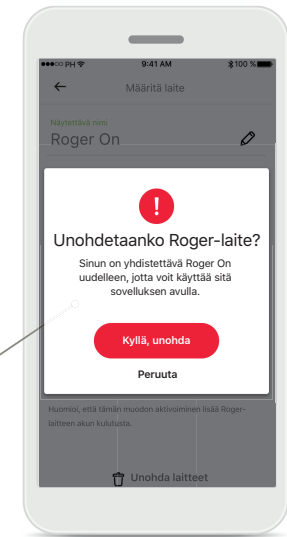 PH 9:41 AM 100 %
Määritä laite
Näytettävä nimi
Roger On
Unohdetaanko Roger-laite?
Sinun on yhdistettävä Roger On
uudelleen, jotta voit käyttää sitä
sovelluksen avulla.
Kyllä, unohda
Peruuta
Huomioi, että tämän muodon aktivoiminen lisää Roger-
laitteen akun kulutusta.
Unohda laitteet